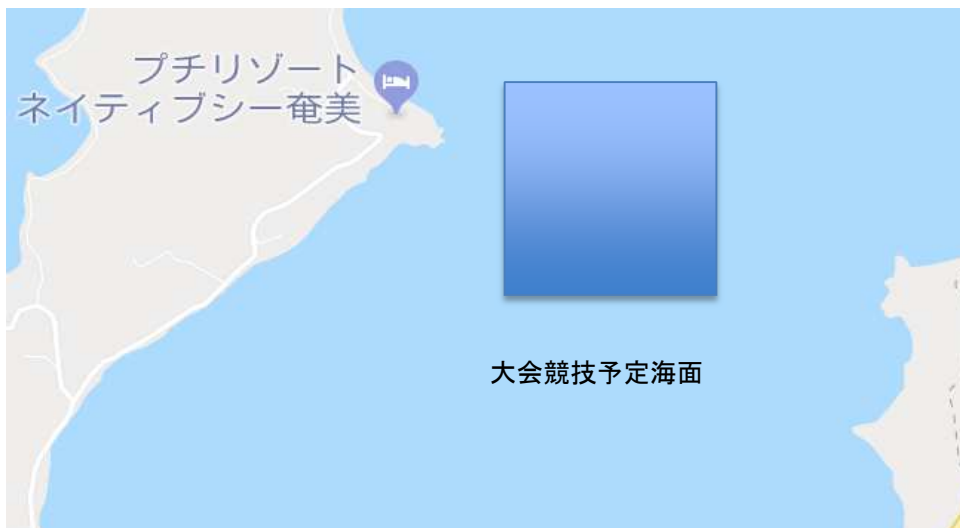 プチリゾート
ネイティブシー奄美
大会競技予定海面